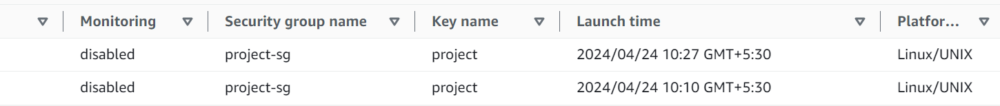 Monitoring Security group name Key name Launch time Platfor...
disabled project-sg project 2024/04/24 10:27 GMT+5:30 Linux/UNIX
disabled project-sg project 2024/04/24 10:10 GMT+5:30 Linux/UNIX